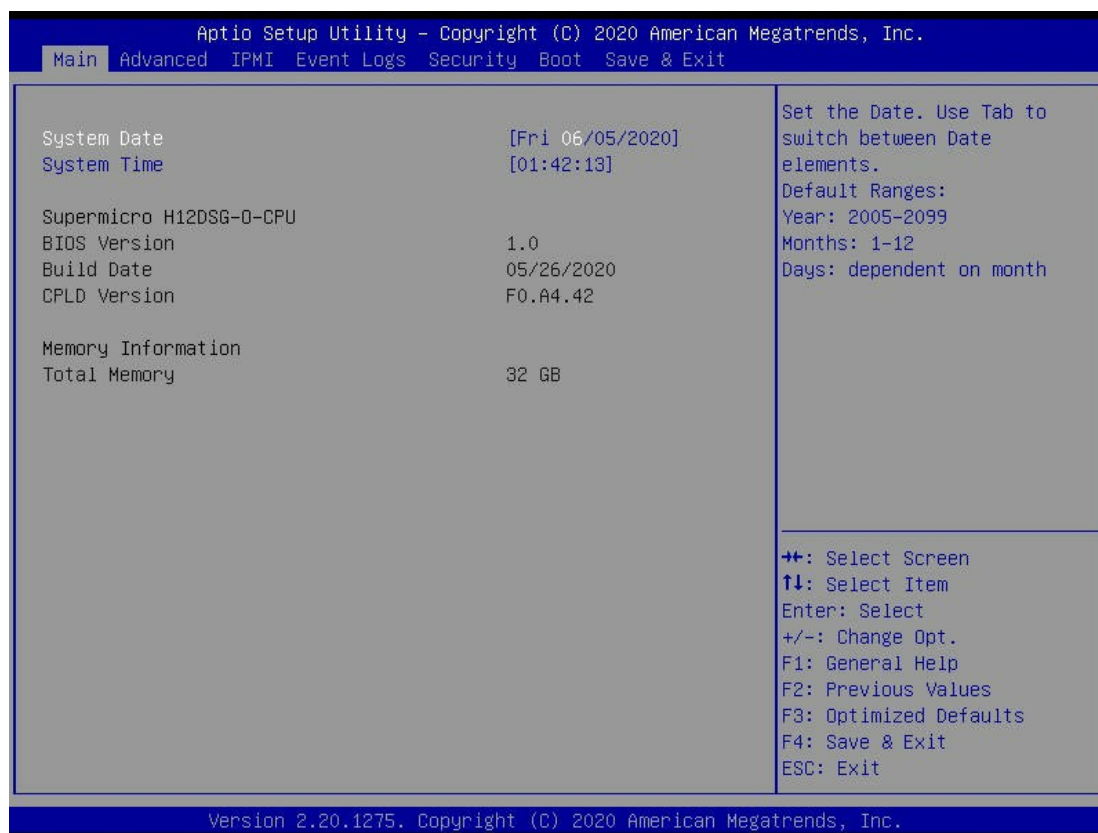 Aptio Setup Utility – Copyright (C) 2020 American Megatrends, Inc.
Main Advanced IPMI Event Logs Security Boot Save & Exit
System Date [Fri 06/05/2020]
System Time [01:42:13]
Supermicro H12DSG-O-CPU
BIOS Version 1.0
Build Date 05/26/2020
CPLD Version F0.A4.42
Memory Information
Total Memory 32 GB
Set the Date. Use Tab to
switch between Date
elements.
Default Ranges:
Year: 2005-2099
Months: 1-12
Days: dependent on month
→←: Select Screen
↑↓: Select Item
Enter: Select
+/-: Change Opt.
F1: General Help
F2: Previous Values
F3: Optimized Defaults
F4: Save & Exit
ESC: Exit
Version 2.20.1275. Copyright (C) 2020 American Megatrends, Inc.